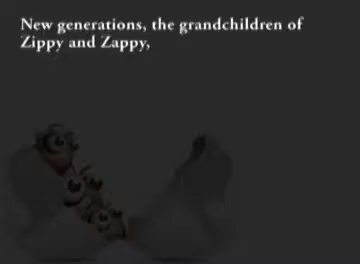 New generations, the grandchildren of
Zippy and Zappy,